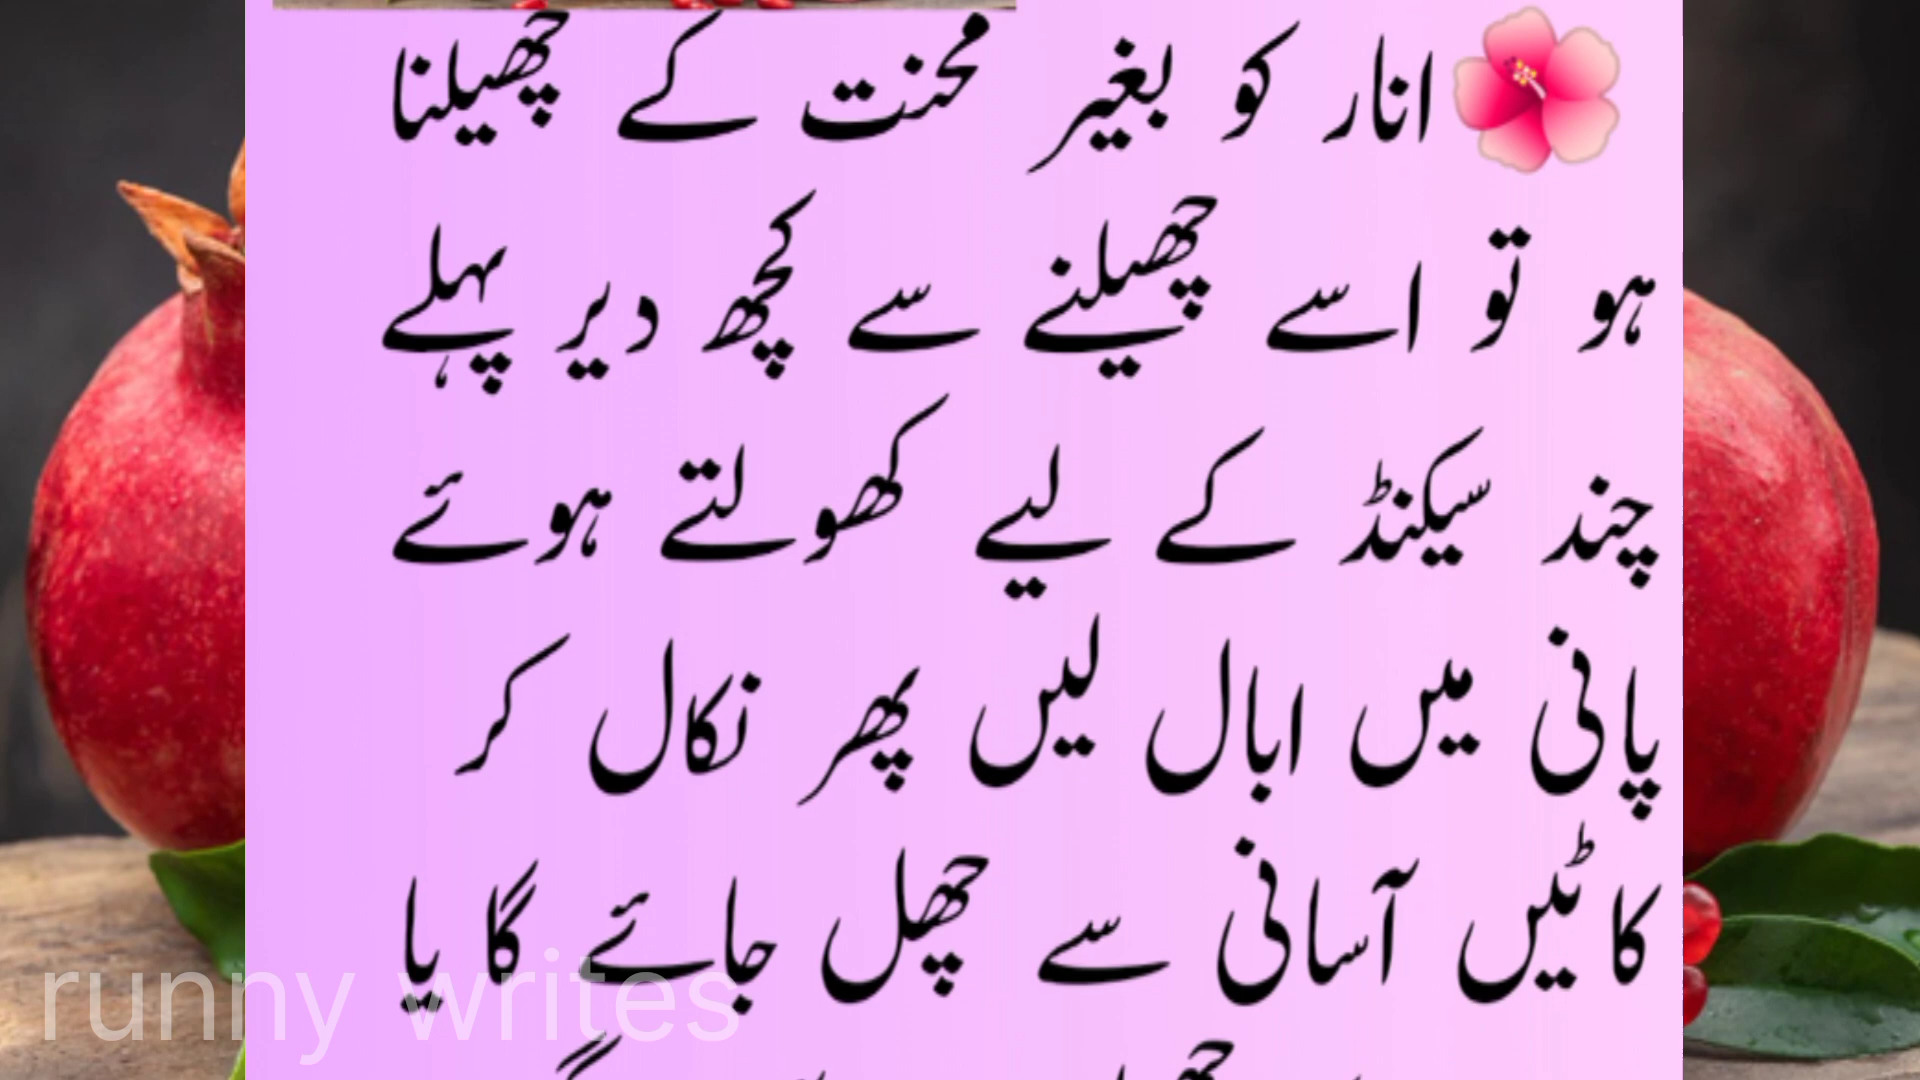 انار کو بغیر محنت کے چھیلنا
ہو تو اسے چھیلنے سے کچھ دیر پہلے
چند سیکنڈ کے لیے کھولتے ہوئے
پانی میں ابال لیں پھر نکال کر
کاٹیں آسانی سے چھل جائے گا یا
runny writes